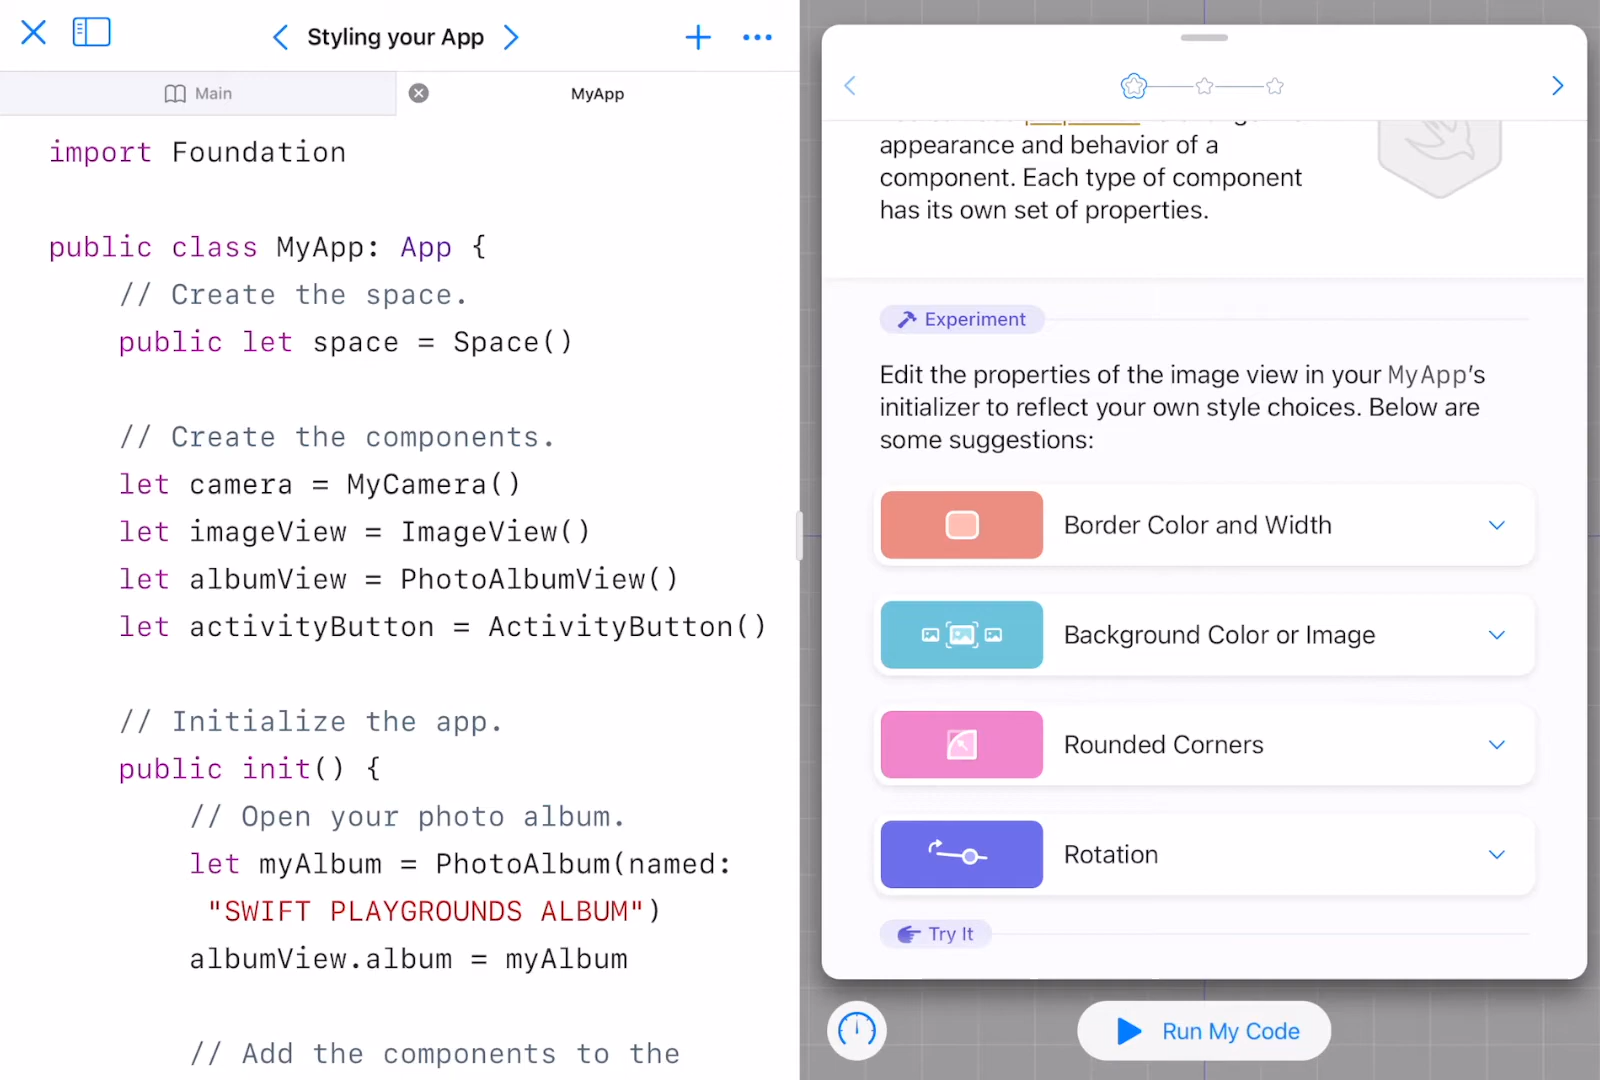 Styling your App
Main
MyApp
import Foundation
public class MyApp: App {
// Create the space.
public let space = Space()
// Create the components.
let camera = MyCamera()
let imageView = ImageView()
let albumView = PhotoAlbumView()
let activityButton = ActivityButton()
// Initialize the app.
public init() {
// Open your photo album.
let myAlbum = PhotoAlbum(named:
"SWIFT PLAYGROUNDS ALBUM")
albumView.album = myAlbum
// Add the components to the
appearance and behavior of a
component. Each type of component
has its own set of properties.
Experiment
Edit the properties of the image view in your MyApp's
initializer to reflect your own style choices. Below are
some suggestions:
Border Color and Width
Background Color or Image
Rounded Corners
Rotation
Try It
Run My Code